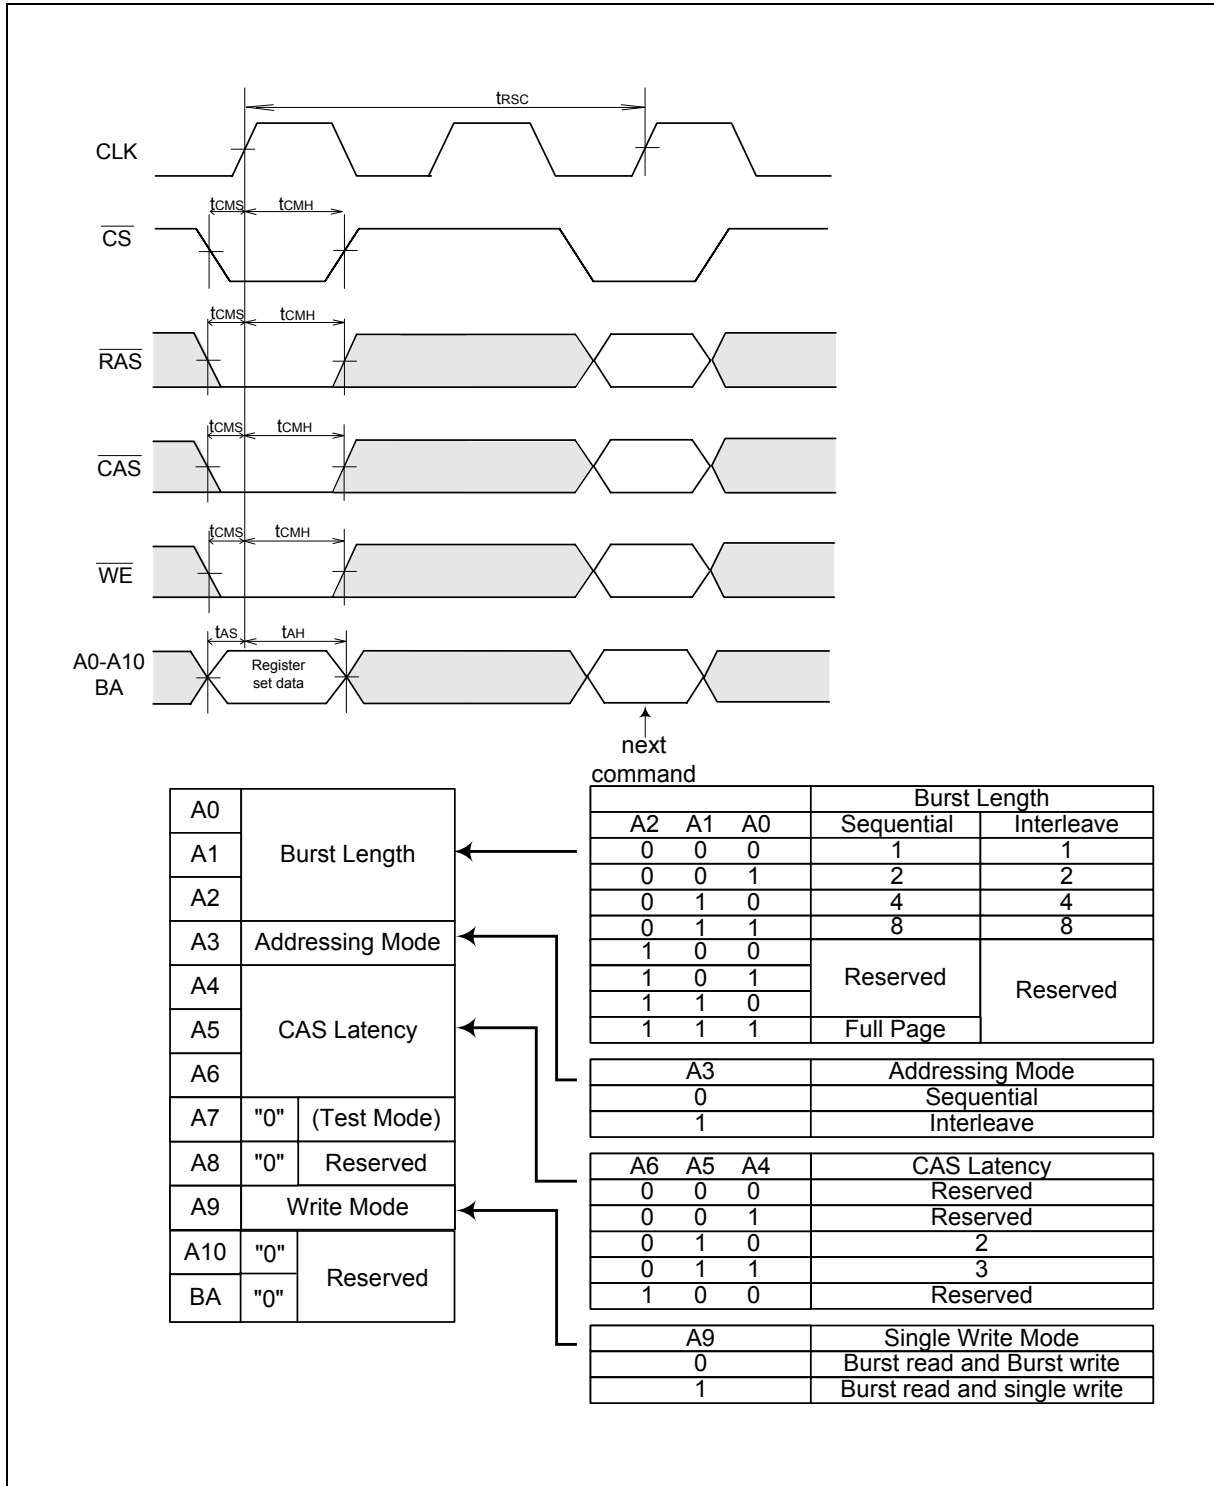 tRSC
CLK
tCMS tCMH
CS
tCMS tCMH
RAS
tCMS tCMH
CAS
tCMS tCMH
WE
tAS tAH
A0-A10
BA
Register
set data
next
command
A0
A1
A2
Burst Length
A3 Addressing Mode
A4
A5
A6
CAS Latency
A7 "0" (Test Mode)
A8 "0" Reserved
A9 Write Mode
A10 "0"
BA "0"
Reserved
Burst Length
A2 A1 A0 Sequential Interleave
0 0 0 1 1
0 0 1 2 2
0 1 0 4 4
0 1 1 8 8
1 0 0
1 0 1 Reserved Reserved
1 1 0
1 1 1 Full Page
A3 Addressing Mode
0 Sequential
1 Interleave
A6 A5 A4 CAS Latency
0 0 0 Reserved
0 0 1 Reserved
0 1 0 2
0 1 1 3
1 0 0 Reserved
A9 Single Write Mode
0 Burst read and Burst write
1 Burst read and single write